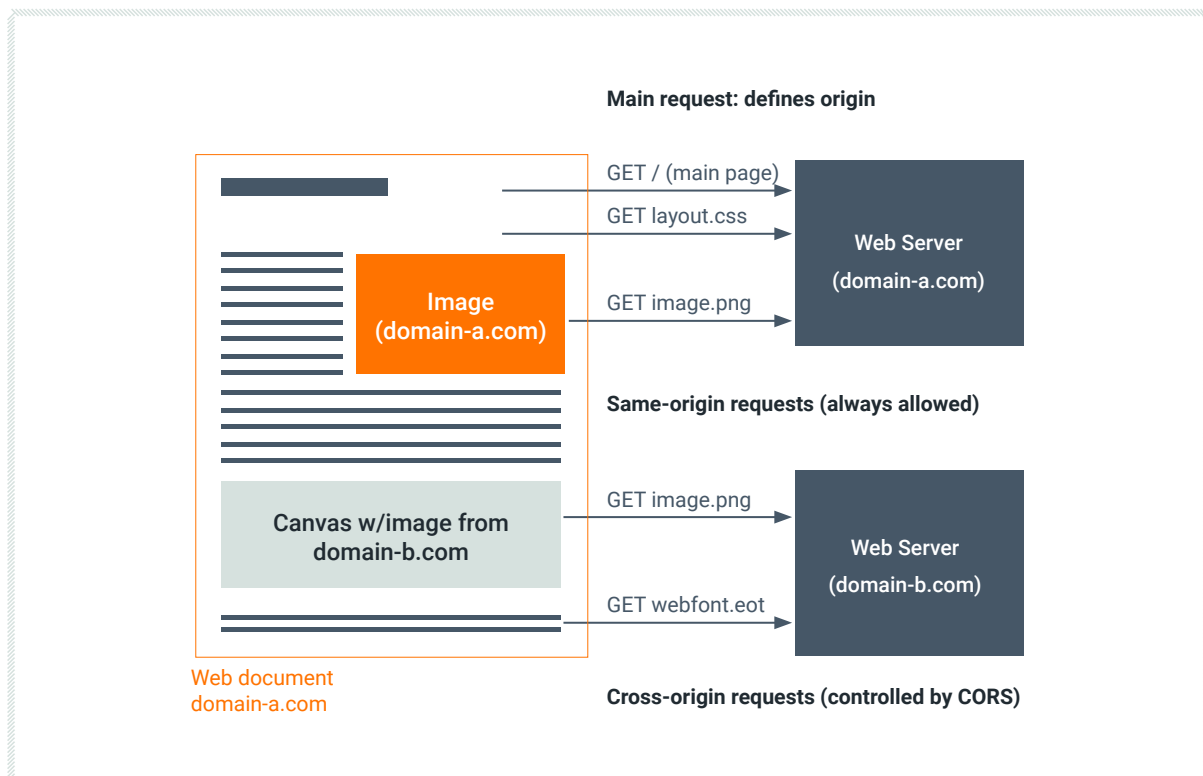 Main request: defines origin
GET / (main page)
GET layout.css
Web Server
(domain-a.com)
Image
(domain-a.com)
GET image.png
Same-origin requests (always allowed)
GET image.png
Canvas w/image from
domain-b.com
Web Server
(domain-b.com)
GET webfont.eot
Web document
domain-a.com
Cross-origin requests (controlled by CORS)